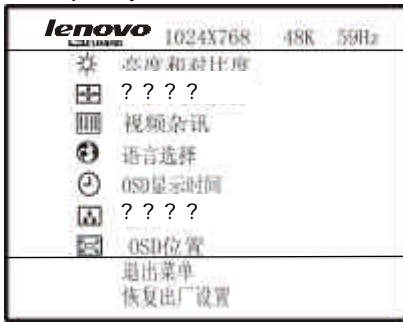 lenovo 1024X768 48K 59Hz
亮度和对比度
? ? ? ?
视频杂讯
语言选择
OSD显示时间
? ? ? ?
OSD位置
退出菜单
恢复出厂设置